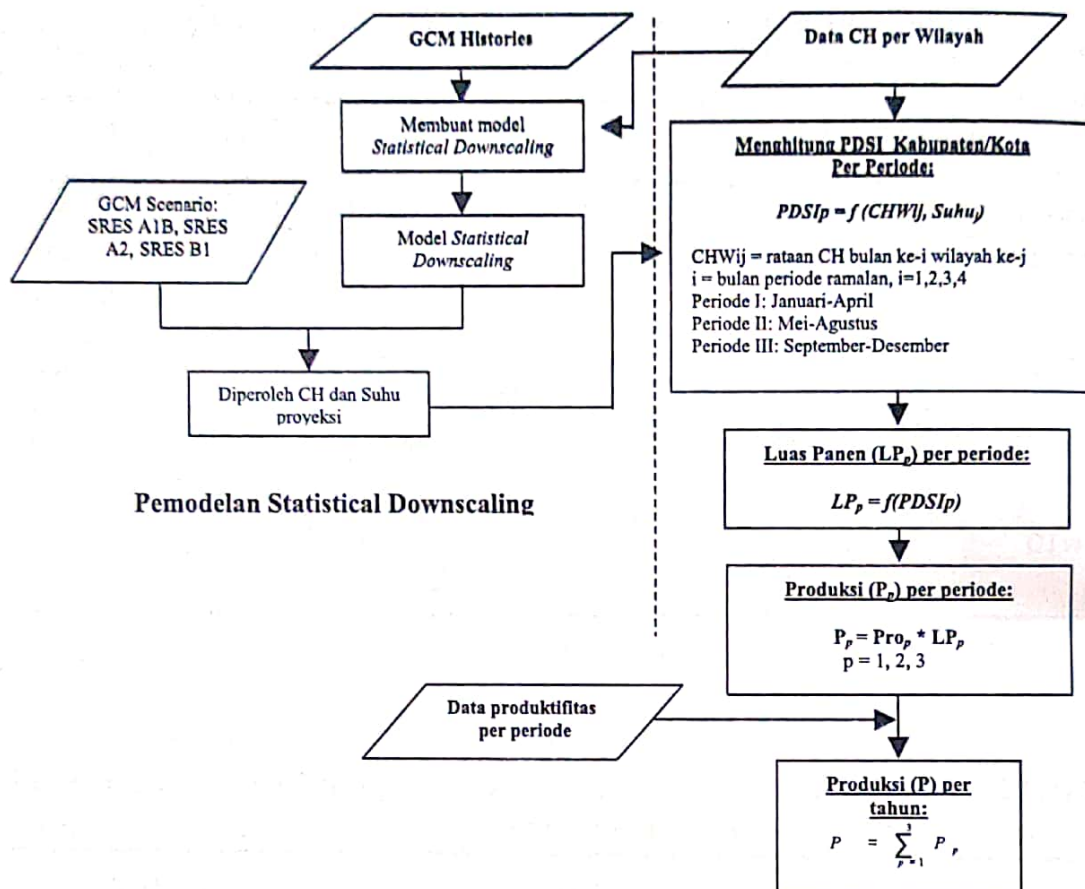 GCM Histories
Data CH per Wilayah
Membuat model
Statistical Downscaling
GCM Scenario:
SRES A1B, SRES
A2, SRES B1
Model Statistical
Downscaling
Diperoleh CH dan Suhu
proyeksi
Pemodelan Statistical Downscaling
Menghitung PDSI Kabupaten/Kota
Per Periode:
PDSIp = f (CHWij, Suhuj)
CHWij = rataan CH bulan ke-i wilayah ke-j
i = bulan periode ramalan, i=1,2,3,4
Periode I: Januari-April
Periode II: Mei-Agustus
Periode III: September-Desember
Luas Panen (LPp) per periode:
LPp = f(PDSIp)
Produksi (Pp) per periode:
Pp = Prop * LPp
p = 1, 2, 3
Data produktifitas
per periode
Produksi (P) per
tahun:
P = ∑ p=1 3 P p